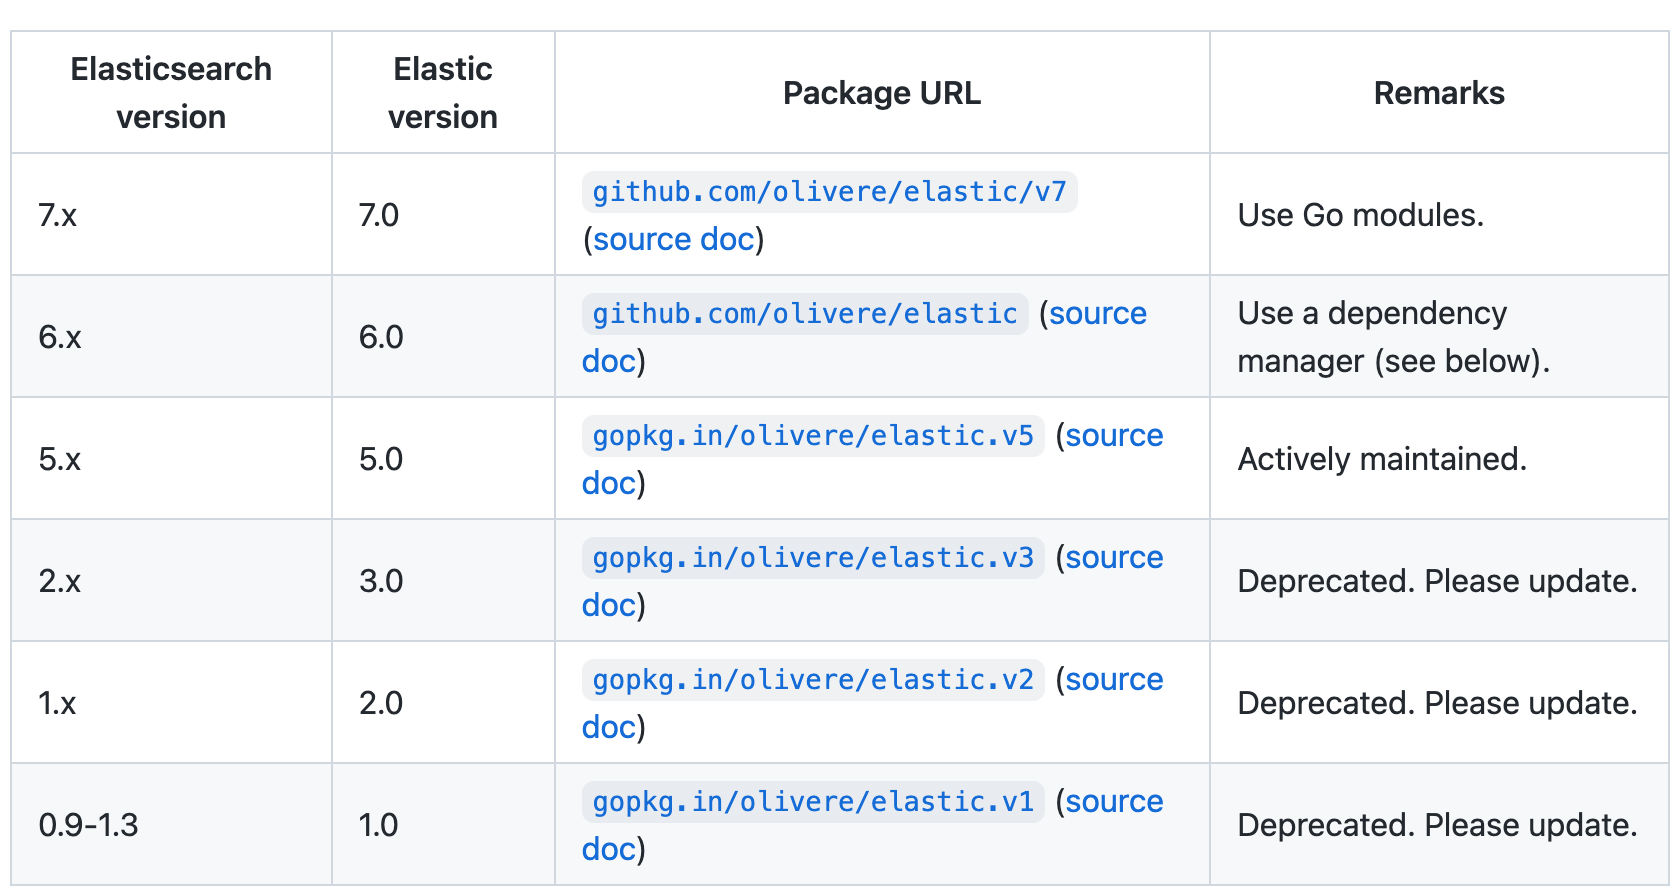 Elasticsearch
version
Elastic
version
Package URL
Remarks
7.x
7.0
github.com/olivere/elastic/v7
(source doc)
Use Go modules.
6.x
6.0
github.com/olivere/elastic (source
doc)
Use a dependency
manager (see below).
5.x
5.0
gopkg.in/olivere/elastic.v5 (source
doc)
Actively maintained.
2.x
3.0
gopkg.in/olivere/elastic.v3 (source
doc)
Deprecated. Please update.
1.x
2.0
gopkg.in/olivere/elastic.v2 (source
doc)
Deprecated. Please update.
0.9-1.3
1.0
gopkg.in/olivere/elastic.v1 (source
doc)
Deprecated. Please update.